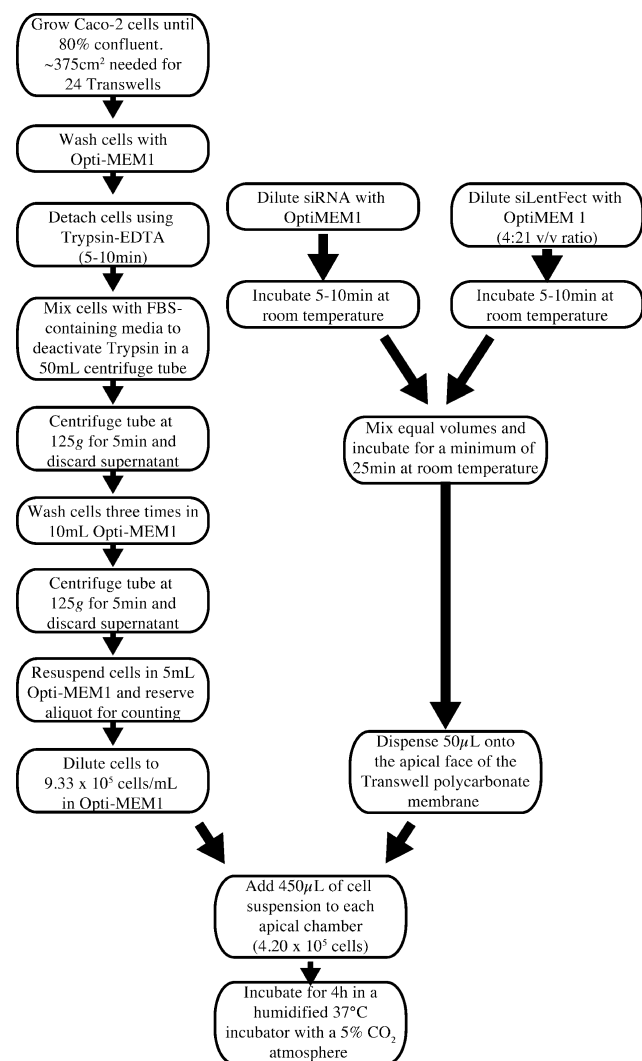 Grow Caco-2 cells until
80% confluent.
~375cm² needed for
24 Transwells
Wash cells with
Opti-MEM1
Detach cells using
Trypsin-EDTA
(5-10min)
Mix cells with FBS-
containing media to
deactivate Trypsin in a
50mL centrifuge tube
Centrifuge tube at
125g for 5min and
discard supernatant
Wash cells three times in
10mL Opti-MEM1
Centrifuge tube at
125g for 5min and
discard supernatant
Resuspend cells in 5mL
Opti-MEM1 and reserve
aliquot for counting
Dilute cells to
9.33 x 10⁵ cells/mL
in Opti-MEM1
Dilute siRNA with
OptiMEM1
Incubate 5-10min at
room temperature
Dilute siLentFect with
OptiMEM 1
(4:21 v/v ratio)
Incubate 5-10min at
room temperature
Mix equal volumes and
incubate for a minimum of
25min at room temperature
Dispense 50µL onto
the apical face of the
Transwell polycarbonate
membrane
Add 450µL of cell
suspension to each
apical chamber
(4.20 x 10⁵ cells)
Incubate for 4h in a
humidified 37°C
incubator with a 5% CO₂
atmosphere